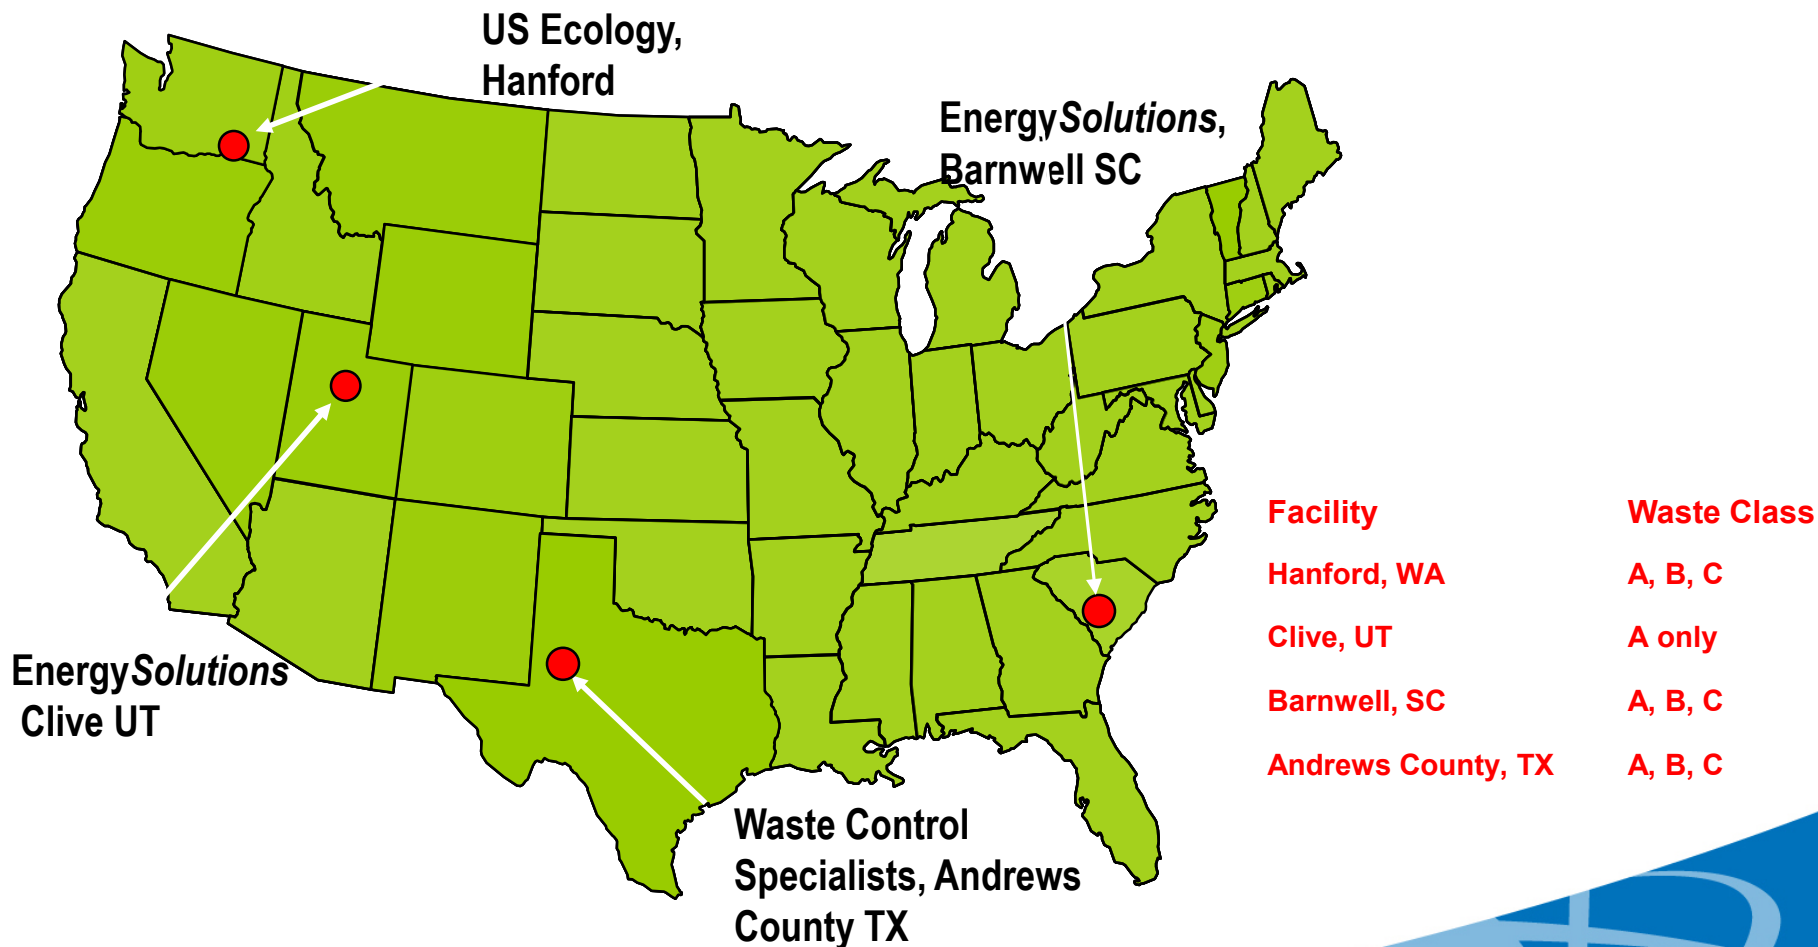 US Ecology,
Hanford
EnergySolutions,
Barnwell SC
EnergySolutions
Clive UT
Waste Control
Specialists, Andrews
County TX
Facility Waste Class
Hanford, WA A, B, C
Clive, UT A only
Barnwell, SC A, B, C
Andrews County, TX A, B, C